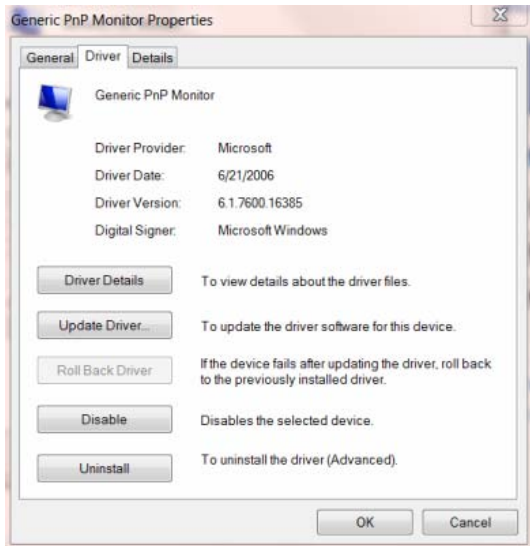 Generic PnP Monitor Properties
General Driver Details
Generic PnP Monitor
Driver Provider: Microsoft
Driver Date: 6/21/2006
Driver Version: 6.1.7600.16385
Digital Signer: Microsoft Windows
Driver Details To view details about the driver files.
Update Driver... To update the driver software for this device.
Roll Back Driver If the device fails after updating the driver, roll back
to the previously installed driver.
Disable Disables the selected device.
Uninstall To uninstall the driver (Advanced).
OK Cancel